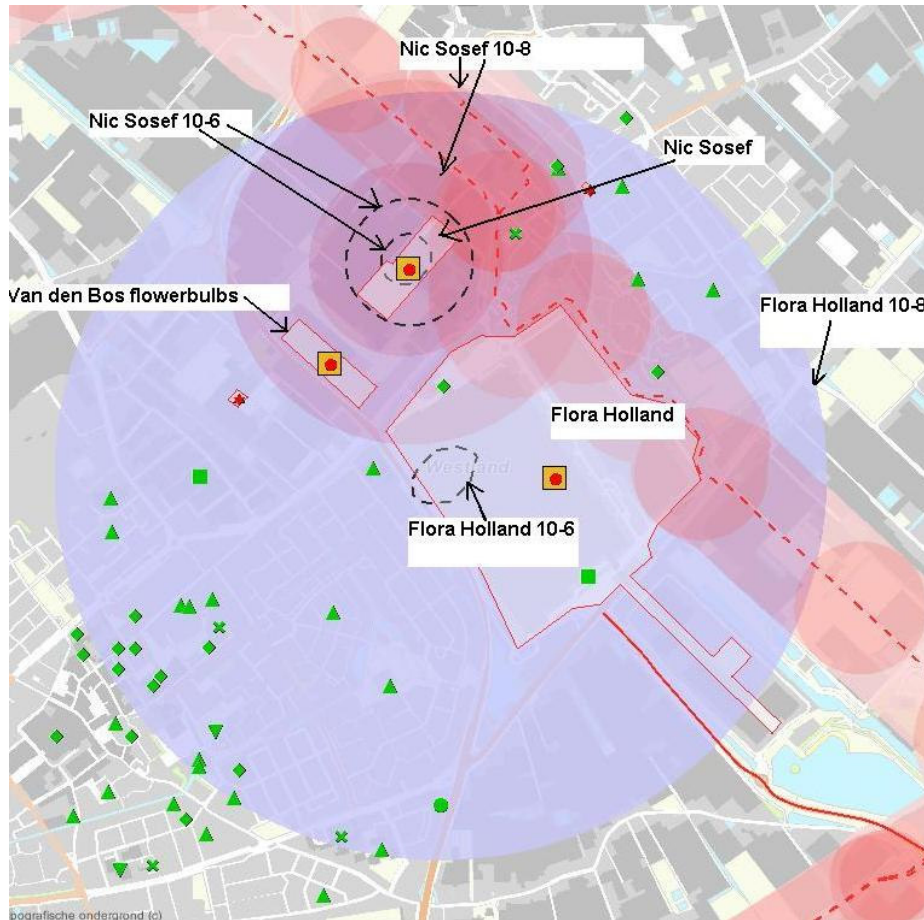 Nic Sosef 10-8
Nic Sosef 10-6
Nic Sosef
Van den Bos flowerbulbs
Flora Holland 10-8
Flora Holland
Westland
Flora Holland 10-6
pografische ondergrond (c)